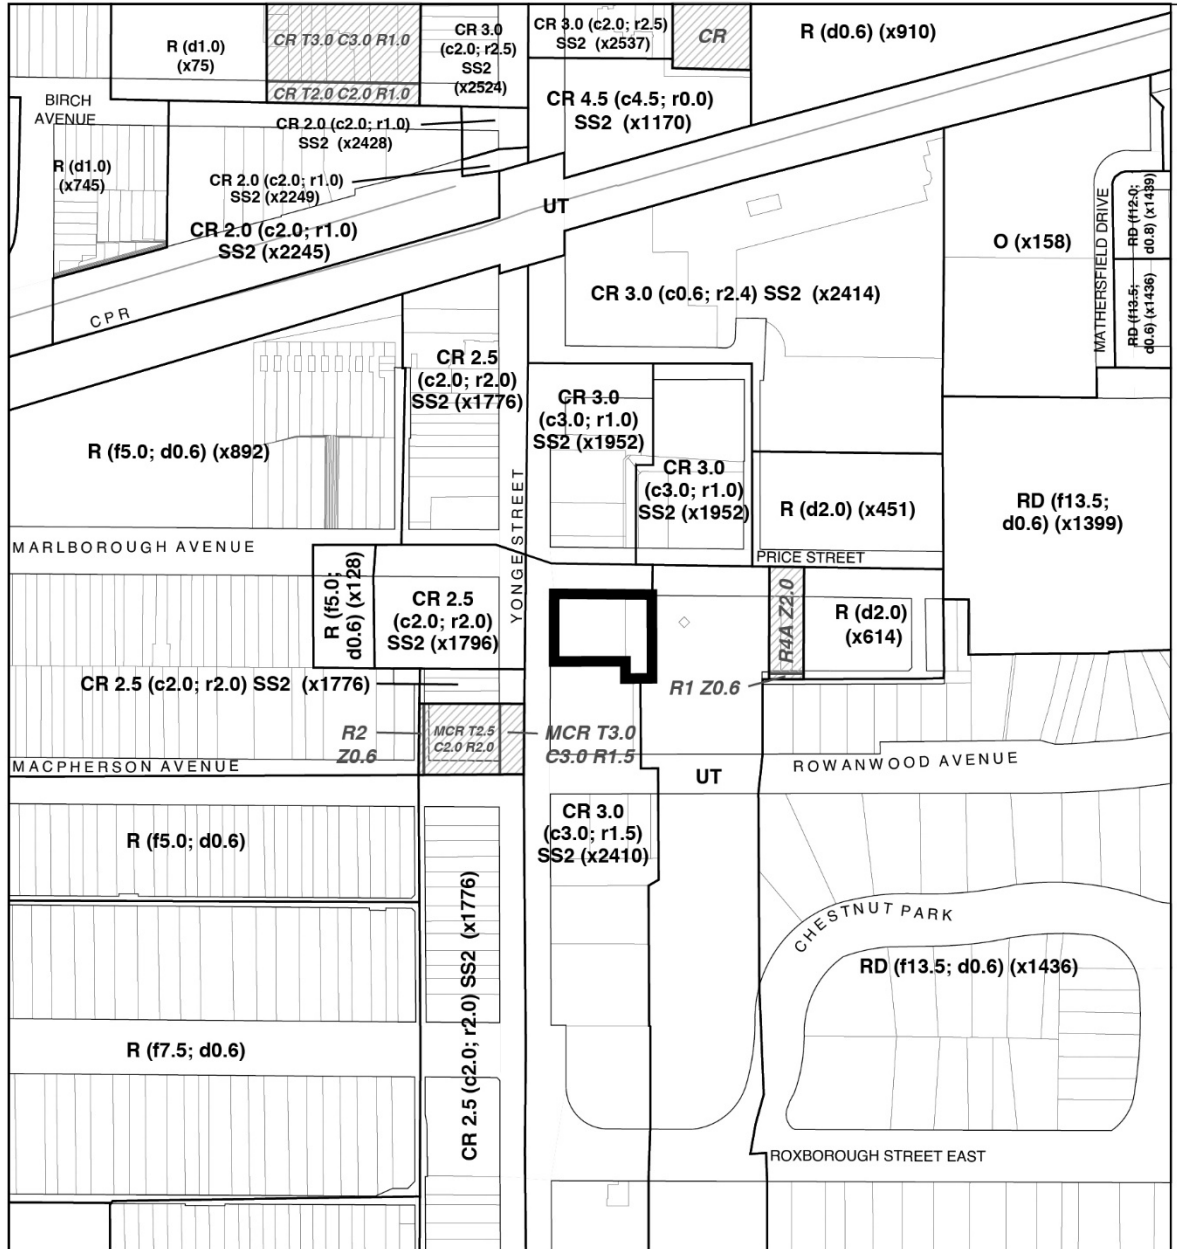 R (d1.0)
(x75)
CR T3.0 C3.0 R1.0
CR T2.0 C2.0 R1.0
CR 3.0
(c2.0; r2.5)
SS2
(x2524)
CR 3.0 (c2.0; r2.5)
SS2 (x2537)
CR
R (d0.6) (x910)
BIRCH
AVENUE
CR 2.0 (c2.0; r1.0)
SS2 (x2428)
CR 4.5 (c4.5; r0.0)
SS2 (x1170)
R (d1.0)
(x745)
CR 2.0 (c2.0; r1.0)
SS2 (x2249)
CR 2.0 (c2.0; r1.0)
SS2 (x2245)
UT
O (x158)
MATHERSFIELD DRIVE
RD (f12.0;
d0.8) (x1439)
RD (f13.5;
d0.6) (x1436)
CPR
CR 3.0 (c0.6; r2.4) SS2 (x2414)
CR 2.5
(c2.0; r2.0)
SS2 (x1776)
CR 3.0
(c3.0; r1.0)
SS2 (x1952)
R (f5.0; d0.6) (x892)
CR 3.0
(c3.0; r1.0)
SS2 (x1952)
R (d2.0) (x451)
RD (f13.5;
d0.6) (x1399)
YONGE STREET
MARLBOROUGH AVENUE
PRICE STREET
R (f5.0;
d0.6) (x128)
CR 2.5
(c2.0; r2.0)
SS2 (x1796)
R4A Z2.0
R (d2.0)
(x614)
CR 2.5 (c2.0; r2.0) SS2 (x1776)
R1 Z0.6
R2
Z0.6
MCR T2.5
C2.0 R2.0
MCR T3.0
C3.0 R1.5
MACPHERSON AVENUE
UT
ROWANWOOD AVENUE
R (f5.0; d0.6)
CR 3.0
(c3.0; r1.5)
SS2 (x2410)
CHESTNUT PARK
CR 2.5 (c2.0; r2.0) SS2 (x1776)
RD (f13.5; d0.6) (x1436)
R (f7.5; d0.6)
ROXBOROUGH STREET EAST